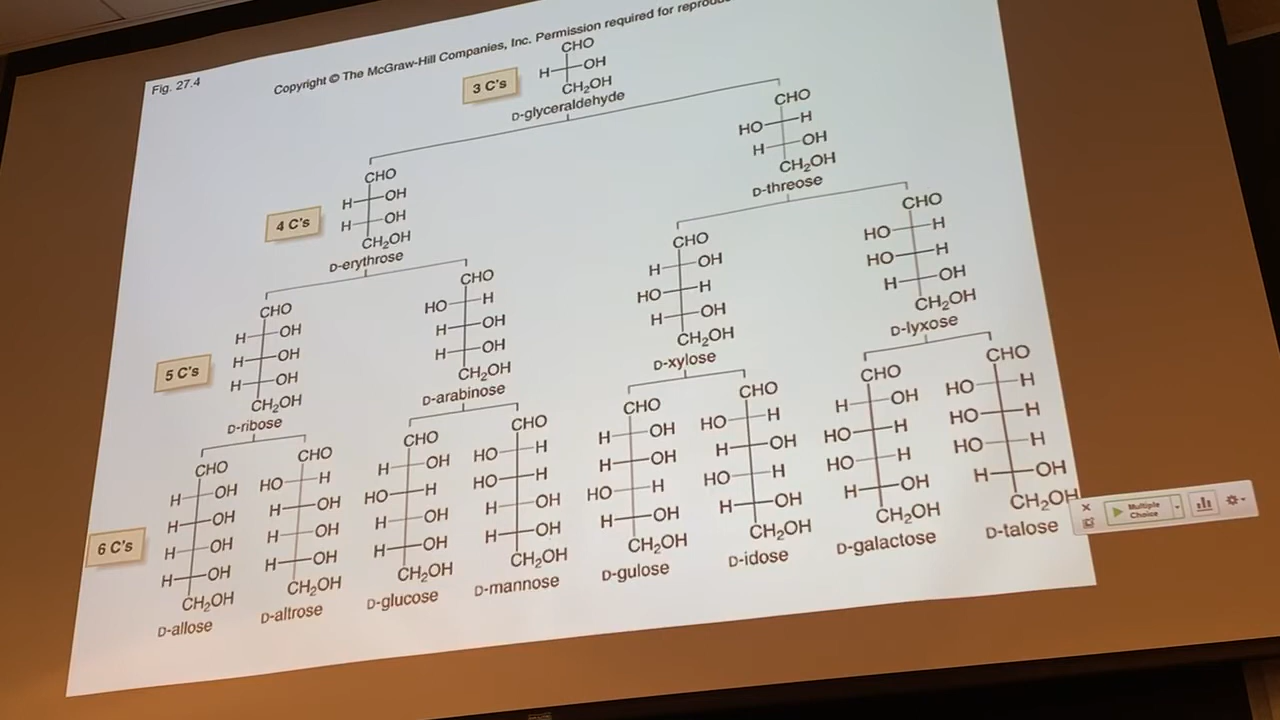 Fig. 27.4
Copyright © The McGraw-Hill Companies, Inc. Permission required for
3 C's
CHO
H OH
CH₂OH
D-glyceraldehyde
4 C's
CHO
H OH
H OH
CH₂OH
D-erythrose
CHO
HO H
H OH
CH₂OH
D-threose
5 C's
CHO
H OH
H OH
H OH
CH₂OH
D-ribose
CHO
HO H
H OH
H OH
CH₂OH
D-arabinose
CHO
H OH
HO H
H OH
CH₂OH
D-xylose
CHO
HO H
HO H
H OH
CH₂OH
D-lyxose
6 C's
CHO
H OH
H OH
H OH
H OH
CH₂OH
D-allose
CHO
HO H
H OH
H OH
H OH
CH₂OH
D-altrose
CHO
H OH
HO H
H OH
H OH
CH₂OH
D-glucose
CHO
HO H
HO H
H OH
H OH
CH₂OH
D-mannose
CHO
H OH
H OH
HO H
H OH
CH₂OH
D-gulose
CHO
HO H
H OH
HO H
H OH
CH₂OH
D-idose
CHO
H OH
HO H
HO H
H OH
CH₂OH
D-galactose
CHO
HO H
HO H
HO H
H OH
CH₂OH
D-talose
Multiple
Choice